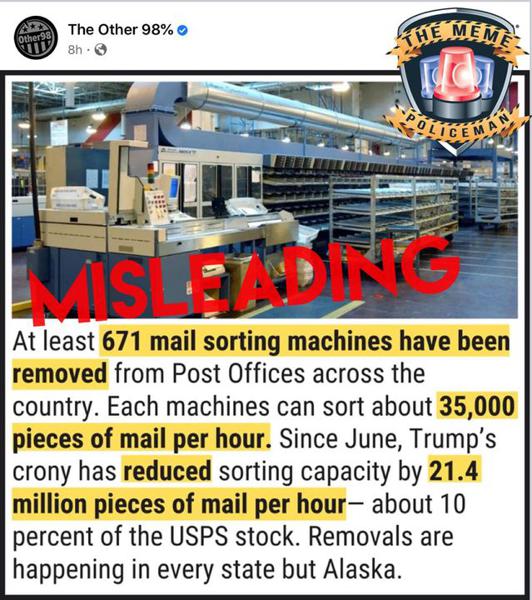 The Other 98%
8h
Other98
THE MEME
POLICEMAN
MISLEADING
At least 671 mail sorting machines have been
removed from Post Offices across the
country. Each machines can sort about 35,000
pieces of mail per hour. Since June, Trump's
crony has reduced sorting capacity by 21.4
million pieces of mail per hour— about 10
percent of the USPS stock. Removals are
happening in every state but Alaska.